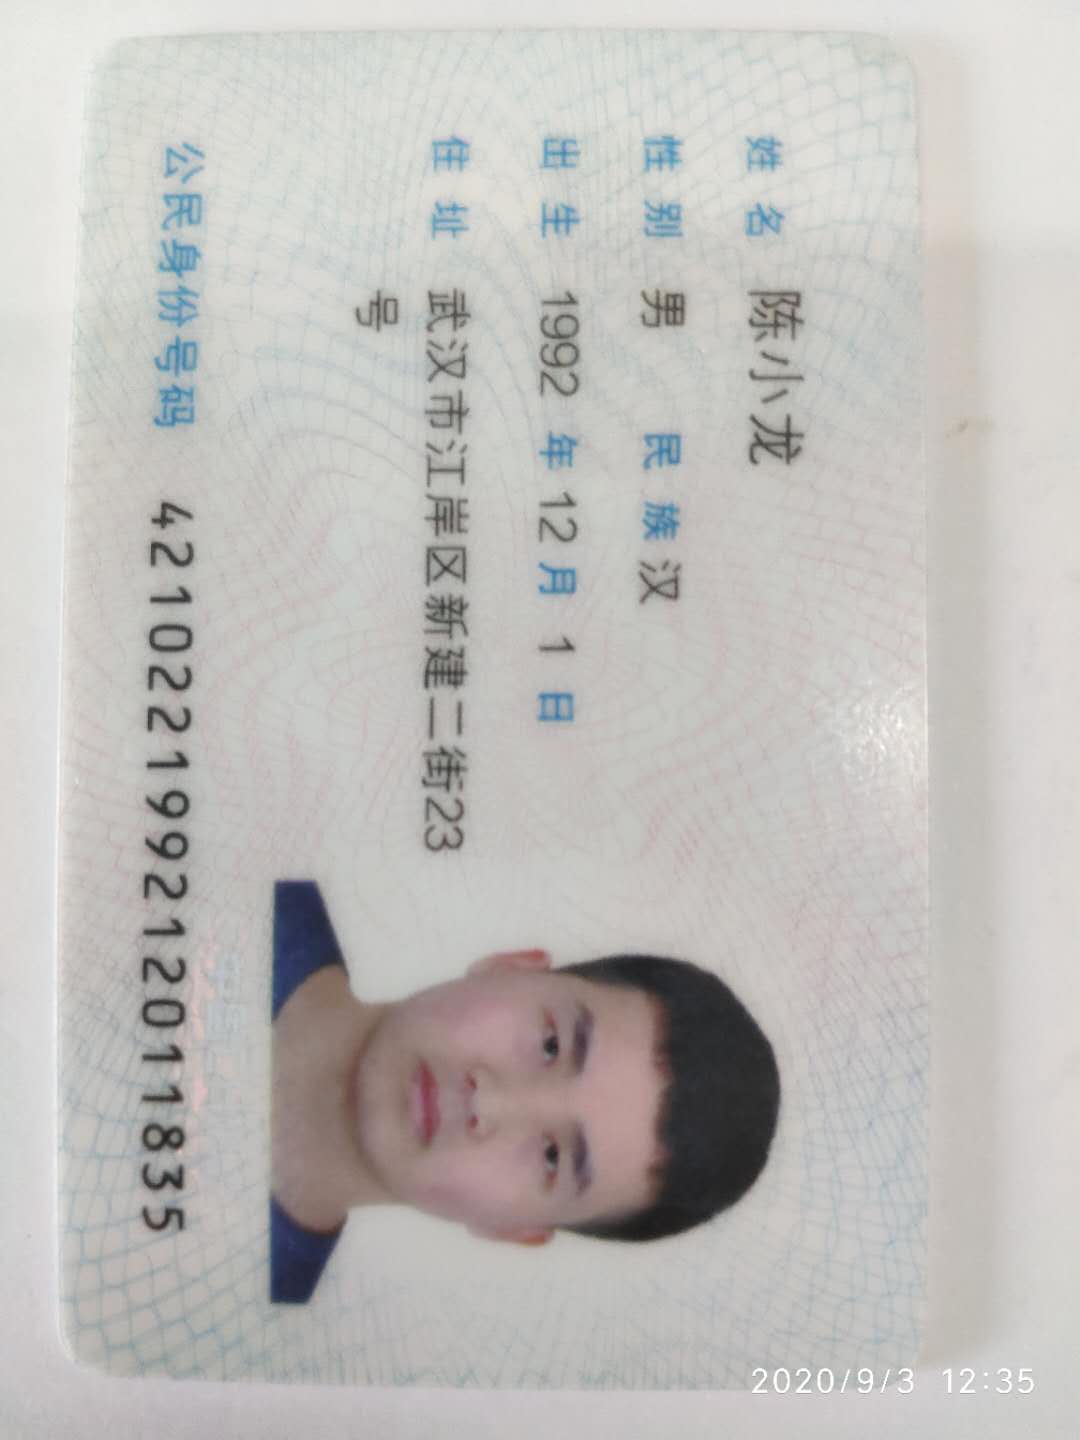 姓名 陈小龙
性别 男 民族 汉
出生 1992 年 12 月 1 日
住址 武汉市江岸区新建二街23
号
公民身份号码 421022199212011835
2020/9/3 12:35